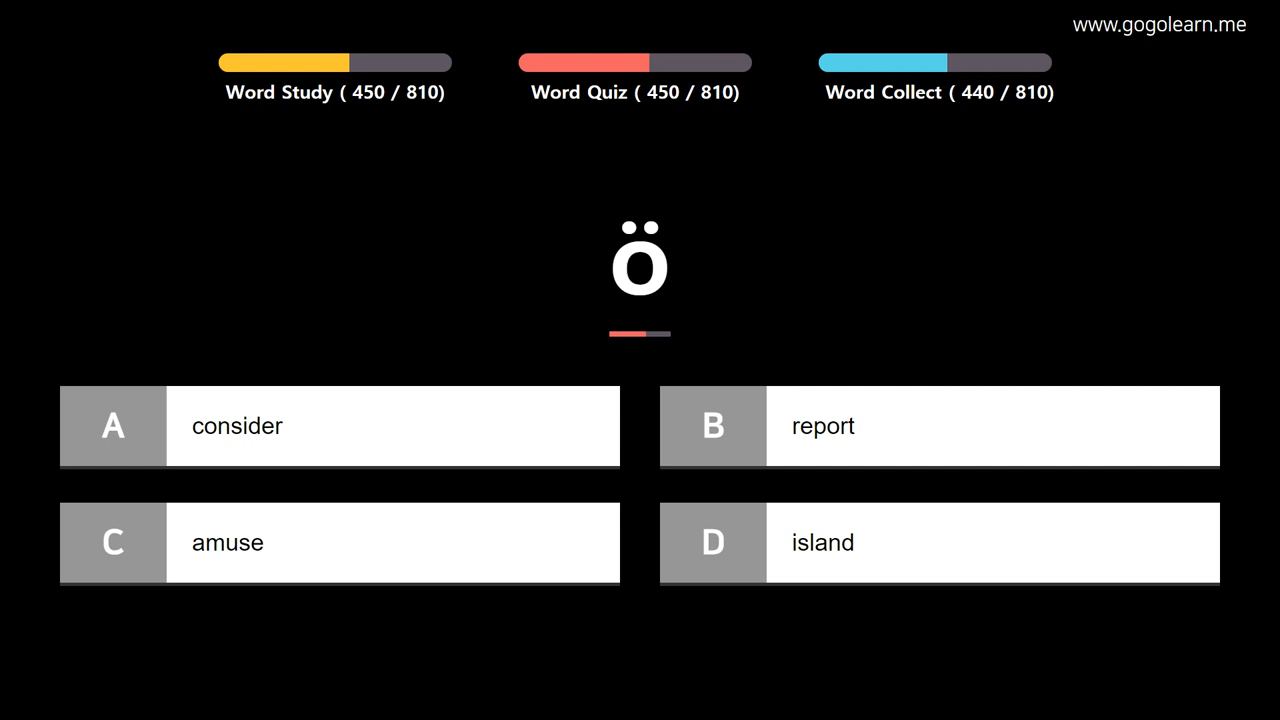 www.gogolearn.me
Word Study ( 450 / 810)
Word Quiz ( 450 / 810)
Word Collect ( 440 / 810)
ö
A consider
B report
C amuse
D island